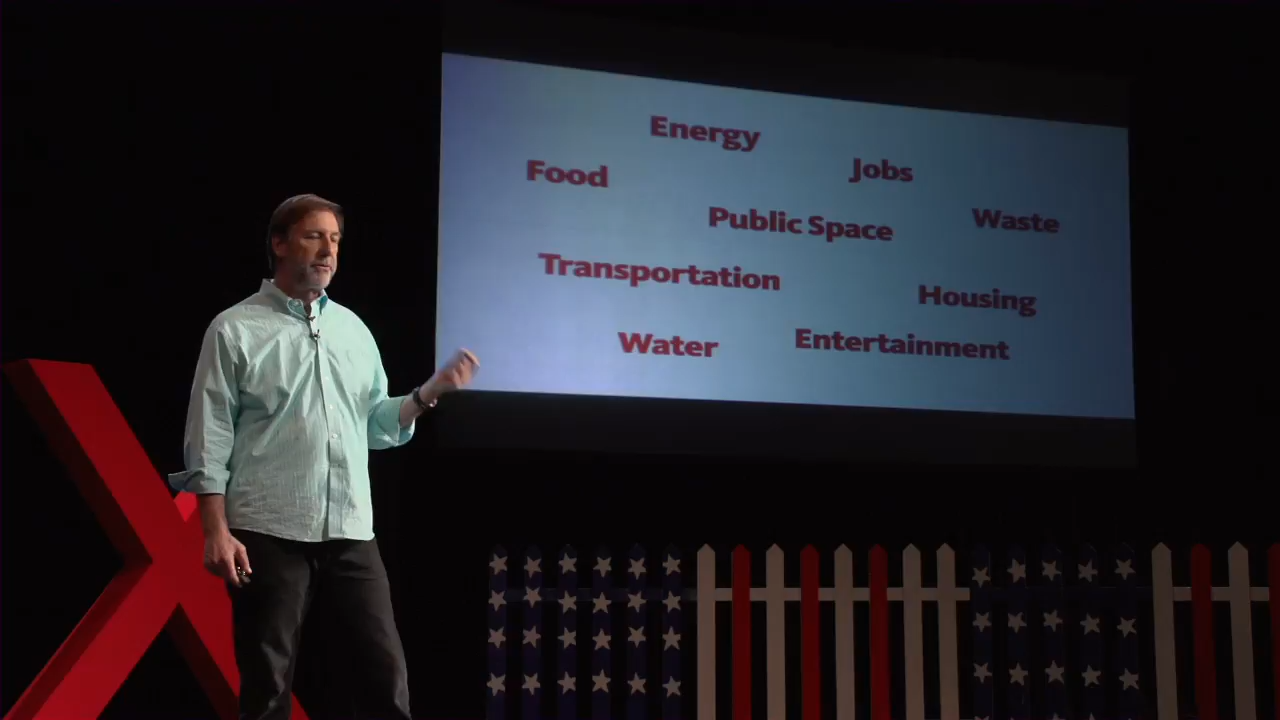 Energy
Jobs
Food
Public Space
Waste
Transportation
Housing
Water
Entertainment
X